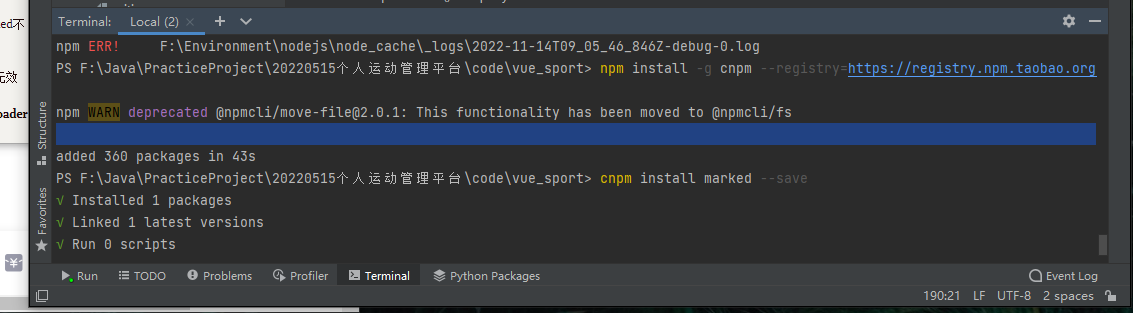 ed不
Terminal: Local (2)
npm ERR! F:\Environment\nodejs\node_cache\_logs\2022-11-14T09_05_46_846Z-debug-0.log
PS F:\Java\PracticeProject\20220515个人运动管理平台\code\vue_sport> npm install -g cnpm --registry=https://registry.npm.taobao.org
无效
oader
npm WARN deprecated @npmcli/move-file@2.0.1: This functionality has been moved to @npmcli/fs
added 360 packages in 43s
PS F:\Java\PracticeProject\20220515个人运动管理平台\code\vue_sport> cnpm install marked --save
√ Installed 1 packages
√ Linked 1 latest versions
√ Run 0 scripts
Structure
Favorites
Run TODO Problems Profiler Terminal Python Packages Event Log
190:21 LF UTF-8 2 spaces